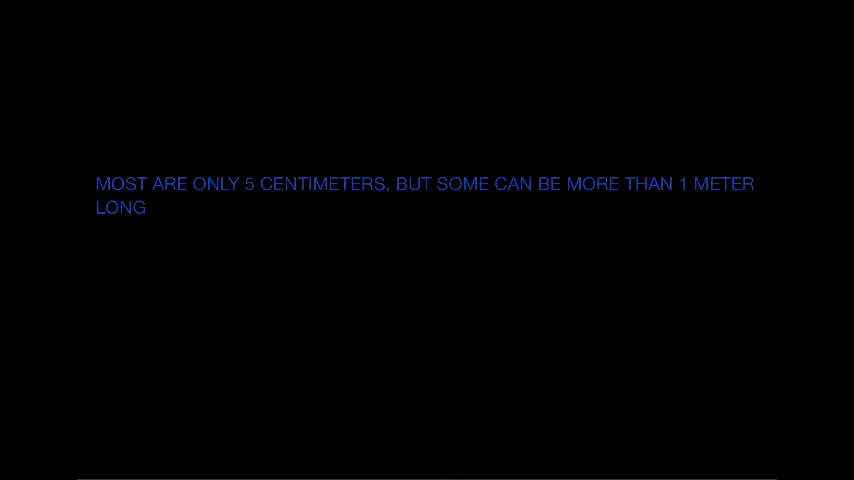 MOST ARE ONLY 5 CENTIMETERS, BUT SOME CAN BE MORE THAN 1 METER
LONG